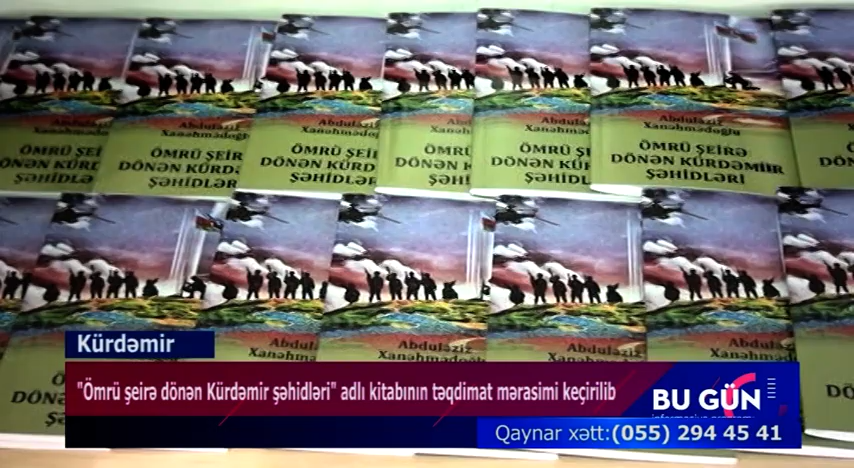 Abdulaziz
Xanəhmədoğlu
ÖMRÜ ŞEİRƏ
DÖNƏN KÜRDƏMİR
ŞƏHİDLƏRİ
Kürdəmir
"Ömrü şeirə dönən Kürdəmir şəhidləri" adlı kitabının təqdimat mərasimi keçirilib
BU GÜN
Qaynar xətt:(055) 294 45 41